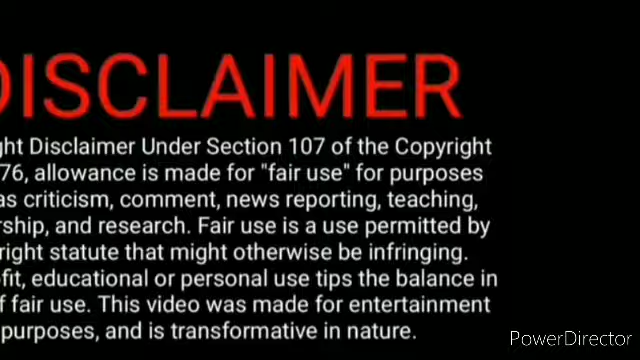 DISCLAIMER
ght Disclaimer Under Section 107 of the Copyright
76, allowance is made for "fair use" for purposes
as criticism, comment, news reporting, teaching,
rship, and research. Fair use is a use permitted by
right statute that might otherwise be infringing.
fit, educational or personal use tips the balance in
f fair use. This video was made for entertainment
purposes, and is transformative in nature.
PowerDirector